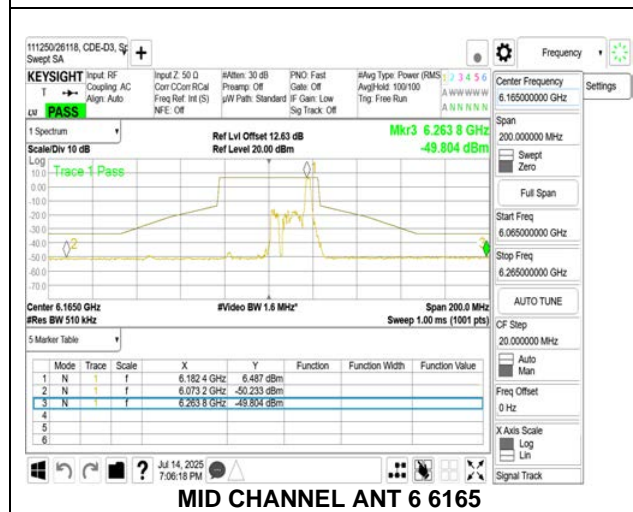 111250/26118, CDE-D3, S
Swept SA
Frequency
KEYSIGHT
PASS
Input: RF
Coupling: AC
Align: Auto
Input Z: 50 Ω
Corr CCorr RCal
Freq Ref: Int (S)
NFE: Off
#Atten: 30 dB
Preamp: Off
µW Path: Standard
PNO: Fast
Gate: Off
IF Gain: Low
Sig Track: Off
#Avg Type: Power (RMS
Avg|Hold: 100/100
Trig: Free Run
1 2 3 4 5 6
A W W W W W
A N N N N N
1 Spectrum
Scale/Div 10 dB
Ref Lvl Offset 12.63 dB
Ref Level 20.00 dBm
Mkr3 6.263 8 GHz
-49.804 dBm
Log
Trace 1 Pass
10.0
0.00
-10.0
-20.0
-30.0
-40.0
-50.0
-60.0
-70.0
1
2
3
Center 6.1650 GHz
#Res BW 510 kHz
#Video BW 1.6 MHz*
Span 200.0 MHz
Sweep 1.00 ms (1001 pts)
5 Marker Table
Mode Trace Scale X Y Function Function Width Function Value
1 N 1 f 6.182 4 GHz 6.487 dBm
2 N 1 f 6.073 2 GHz -50.233 dBm
3 N 1 f 6.263 8 GHz -49.804 dBm
4
5
6
Jul 14, 2025
7:06:18 PM
Center Frequency
6.165000000 GHz
Settings
Span
200.000000 MHz
Swept
Zero
Full Span
Start Freq
6.065000000 GHz
Stop Freq
6.265000000 GHz
AUTO TUNE
CF Step
20.000000 MHz
Auto
Man
Freq Offset
0 Hz
X Axis Scale
Log
Lin
Signal Track
MID CHANNEL ANT 6 6165